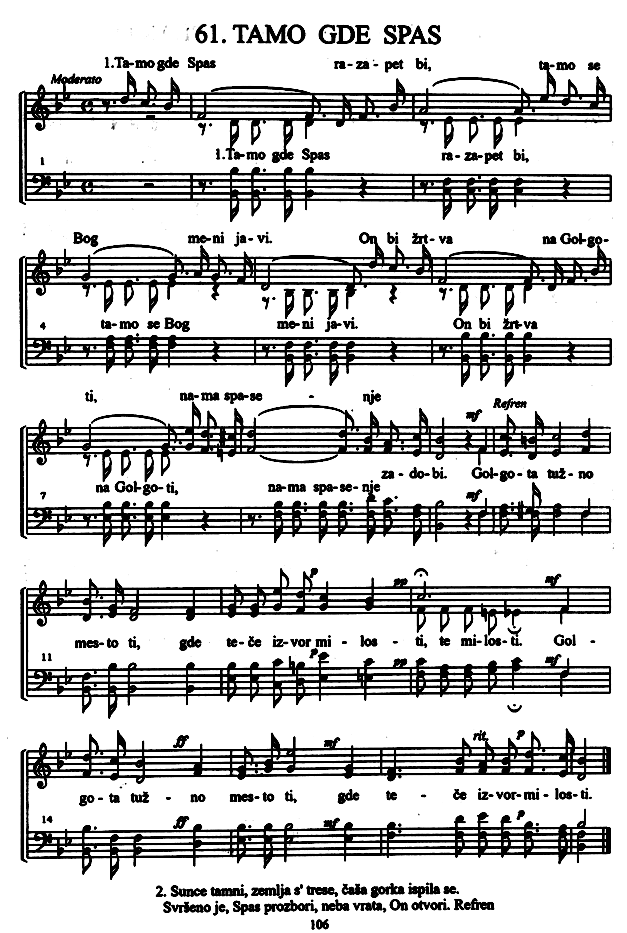 61. TAMO GDE SPAS
1.Ta-mo gde Spas ra-za-pet bi, ta-mo se
Moderato
1.Ta-mo gde Spas ra-za-pet bi,
1
Bog me-ni ja-vi. On bi žrt-va na Gol-go-
4 ta-mo se Bog me-ni ja-vi. On bi žrt-va
ti, na-ma spa-se - nje
mf Refren
za-do-bi. Gol-go-ta tuž-no
7 na Gol-go-ti, na-ma spa-se-nje
mf
p pp mf
mes-to ti, gde te-če iz-vor mi-los-ti, te mi-los-ti. Gol-
11 p pp mf
ff mf rit. p
go-ta tuž-no mes-to ti, gde te-če iz-vor-mi-los-ti.
14 ff mf p
2. Sunce tamni, zemlja s' trese, čaša gorka ispila se.
Svršeno je, Spas prozbori, neba vrata, On otvori. Refren
106